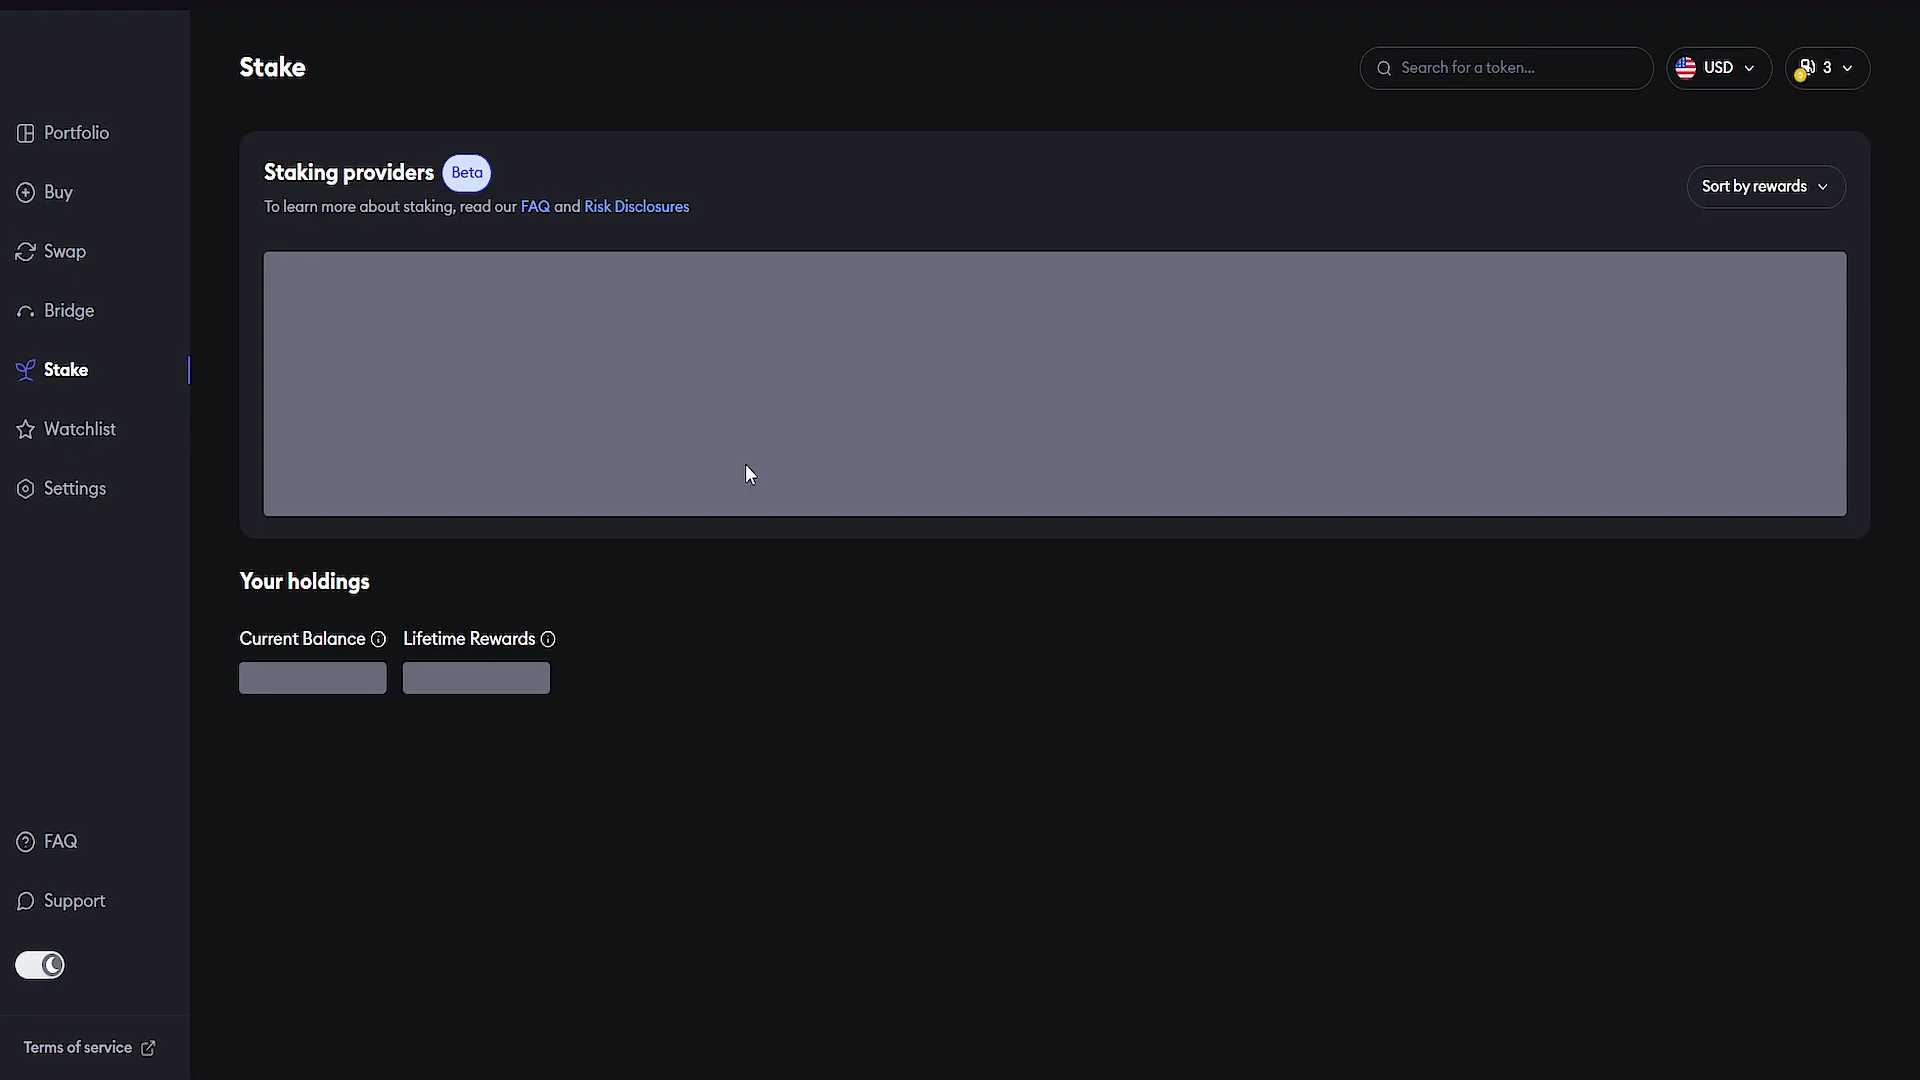 Stake
Search for a token...
USD
3
Portfolio
Buy
Swap
Bridge
Stake
Watchlist
Settings
Staking providers Beta
To learn more about staking, read our FAQ and Risk Disclosures
Sort by rewards
Your holdings
Current Balance
Lifetime Rewards
FAQ
Support
Terms of service